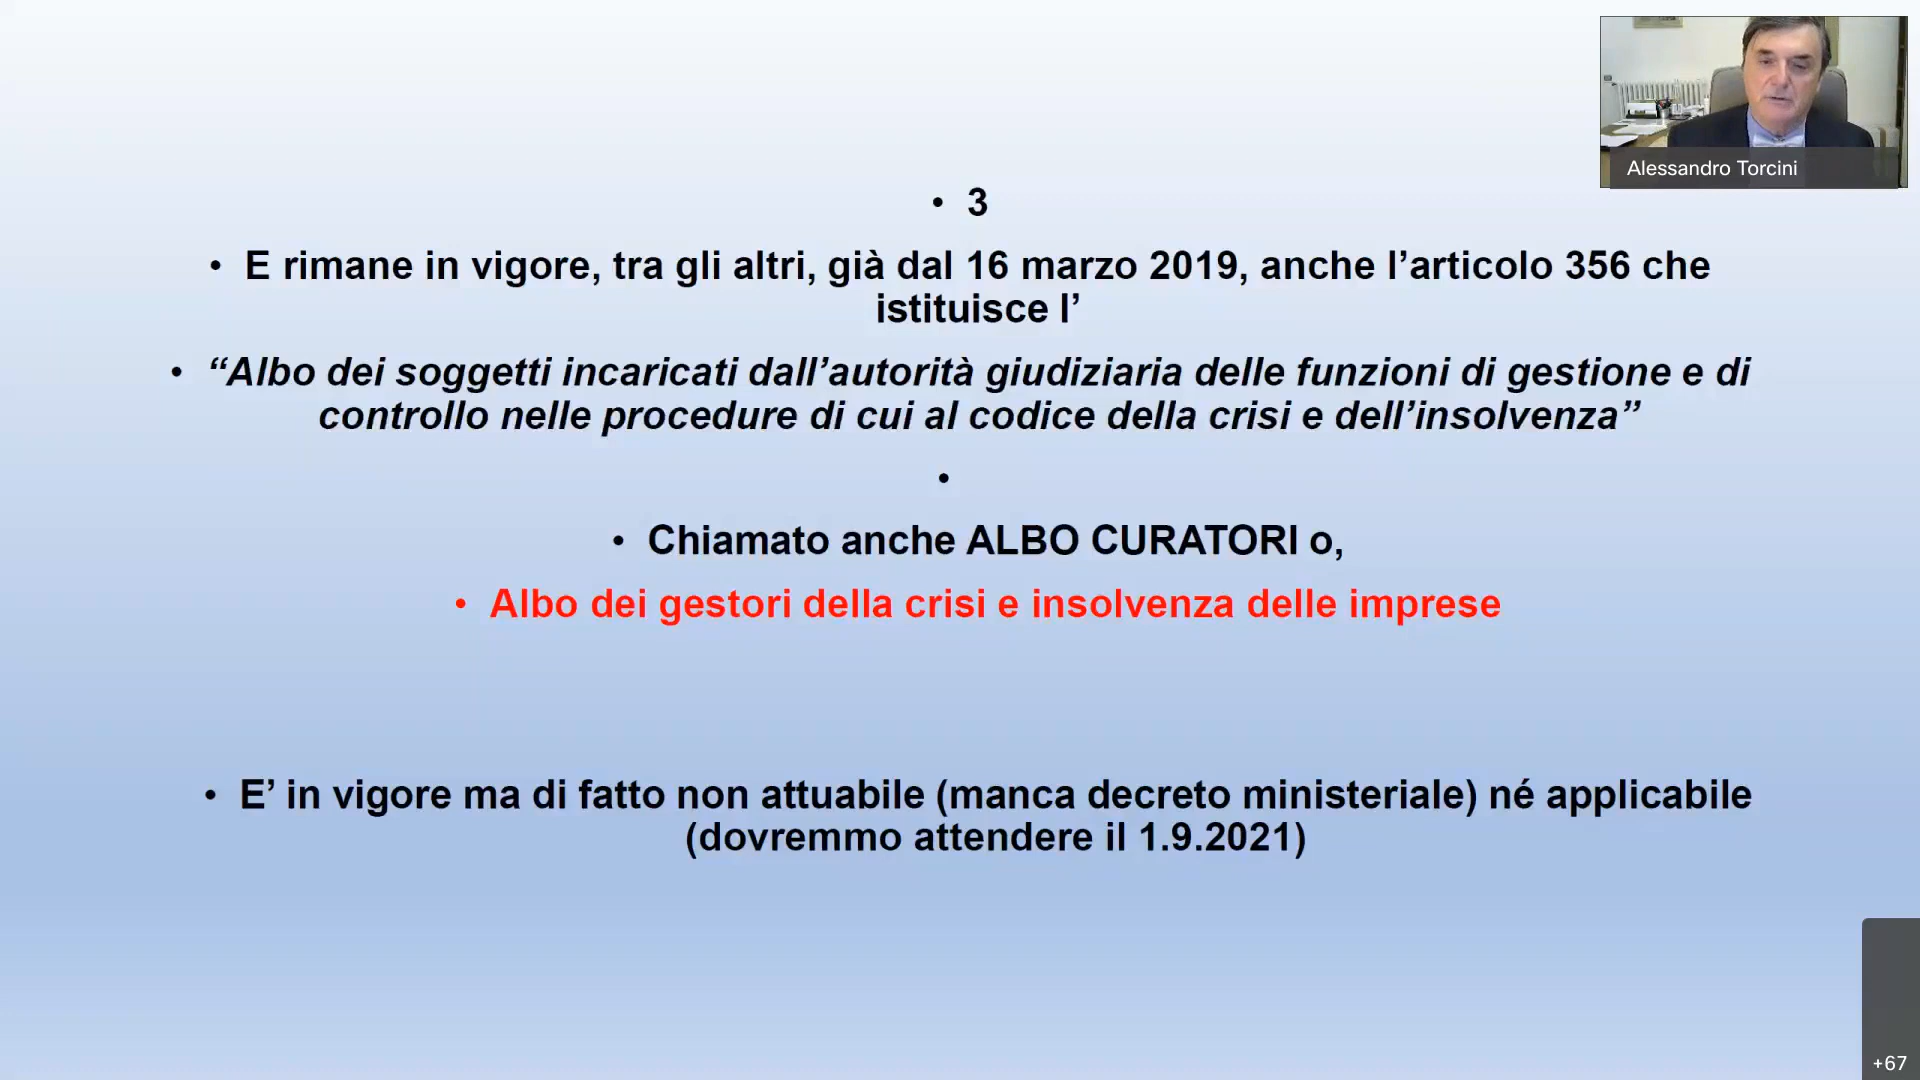 Alessandro Torcini
• 3
• E rimane in vigore, tra gli altri, già dal 16 marzo 2019, anche l’articolo 356 che
istituisce l’
• “Albo dei soggetti incaricati dall’autorità giudiziaria delle funzioni di gestione e di
controllo nelle procedure di cui al codice della crisi e dell’insolvenza”
•
• Chiamato anche ALBO CURATORI o,
• Albo dei gestori della crisi e insolvenza delle imprese
• E’ in vigore ma di fatto non attuabile (manca decreto ministeriale) né applicabile
(dovremmo attendere il 1.9.2021)
+67